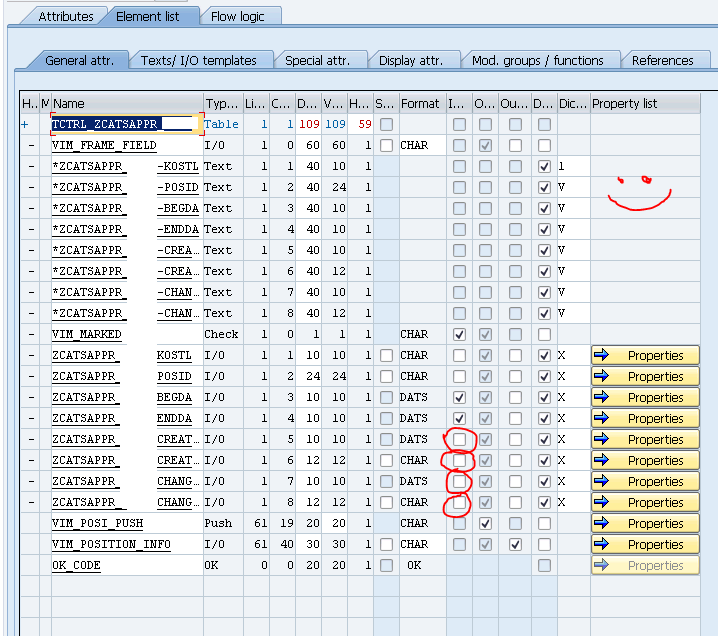 Attributes Element list Flow logic
General attr. Texts/ I/O templates Special attr. Display attr. Mod. groups / functions References
H.. M Name Typ... Li... C... D... V... H... S... Format I... O... Ou... D... Dic... Property list
+ TCTRL_ZCATSAPPR_ Table 1 1 109 109 59
- VIM_FRAME_FIELD I/O 1 0 60 60 1 CHAR
- *ZCATSAPPR_ -KOSTL Text 1 1 40 10 1 l
- *ZCATSAPPR_ -POSID Text 1 2 40 24 1 V
- *ZCATSAPPR_ -BEGDA Text 1 3 40 10 1 V
- *ZCATSAPPR_ -ENDDA Text 1 4 40 10 1 V
- *ZCATSAPPR_ -CREA... Text 1 5 40 10 1 V
- *ZCATSAPPR_ -CREA... Text 1 6 40 12 1 V
- *ZCATSAPPR_ -CHAN... Text 1 7 40 10 1 V
- *ZCATSAPPR_ -CHAN... Text 1 8 40 12 1 V
- VIM_MARKED Check 1 0 1 1 1 CHAR
- ZCATSAPPR_ KOSTL I/O 1 1 10 10 1 CHAR X Properties
- ZCATSAPPR_ POSID I/O 1 2 24 24 1 CHAR X Properties
- ZCATSAPPR_ BEGDA I/O 1 3 10 10 1 DATS X Properties
- ZCATSAPPR_ ENDDA I/O 1 4 10 10 1 DATS X Properties
- ZCATSAPPR_ CREAT... I/O 1 5 10 10 1 DATS X Properties
- ZCATSAPPR_ CREAT... I/O 1 6 12 12 1 CHAR X Properties
- ZCATSAPPR_ CHANG... I/O 1 7 10 10 1 DATS X Properties
- ZCATSAPPR_ CHANG... I/O 1 8 12 12 1 CHAR X Properties
- VIM_POSI_PUSH Push 61 19 20 20 1 CHAR Properties
- VIM_POSITION_INFO I/O 61 40 30 30 1 CHAR Properties
OK_CODE OK 0 0 20 20 1 OK Properties